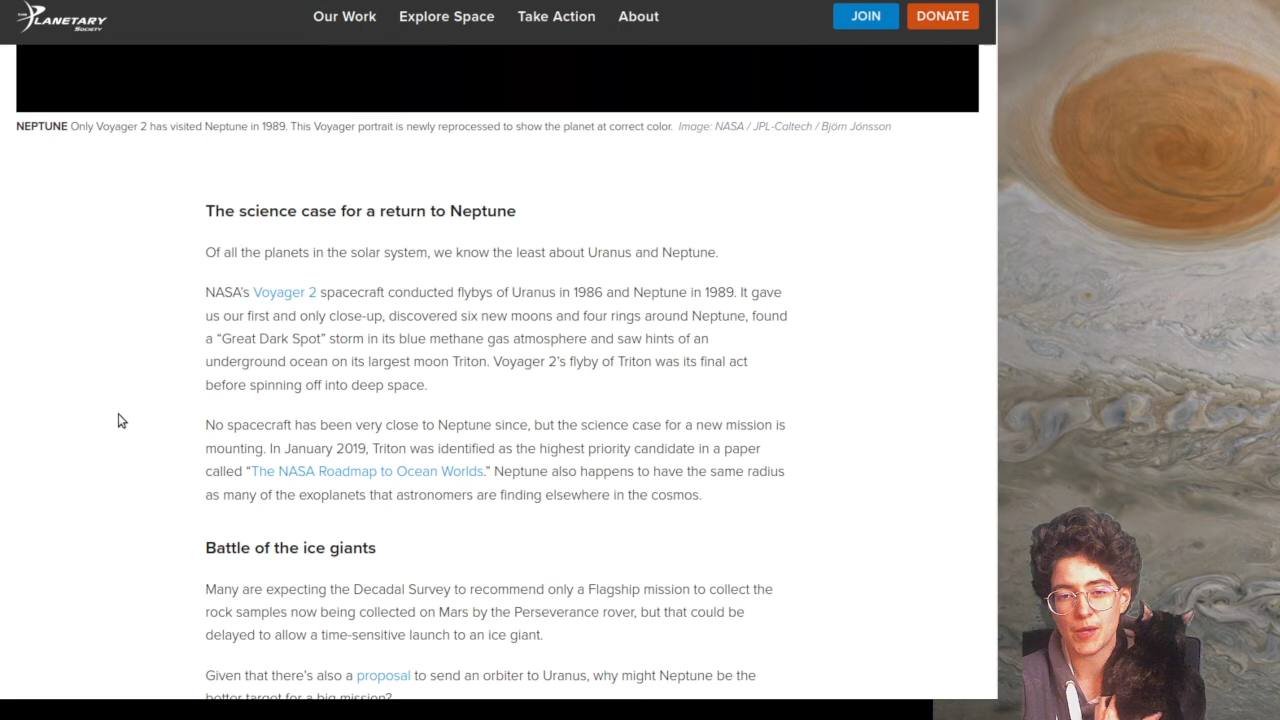 THE PLANETARY SOCIETY
Our Work Explore Space Take Action About JOIN DONATE
NEPTUNE Only Voyager 2 has visited Neptune in 1989. This Voyager portrait is newly reprocessed to show the planet at correct color. Image: NASA / JPL-Caltech / Björn Jónsson
The science case for a return to Neptune
Of all the planets in the solar system, we know the least about Uranus and Neptune.
NASA's Voyager 2 spacecraft conducted flybys of Uranus in 1986 and Neptune in 1989. It gave
us our first and only close-up, discovered six new moons and four rings around Neptune, found
a “Great Dark Spot” storm in its blue methane gas atmosphere and saw hints of an
underground ocean on its largest moon Triton. Voyager 2’s flyby of Triton was its final act
before spinning off into deep space.
No spacecraft has been very close to Neptune since, but the science case for a new mission is
mounting. In January 2019, Triton was identified as the highest priority candidate in a paper
called “The NASA Roadmap to Ocean Worlds.” Neptune also happens to have the same radius
as many of the exoplanets that astronomers are finding elsewhere in the cosmos.
Battle of the ice giants
Many are expecting the Decadal Survey to recommend only a Flagship mission to collect the
rock samples now being collected on Mars by the Perseverance rover, but that could be
delayed to allow a time-sensitive launch to an ice giant.
Given that there’s also a proposal to send an orbiter to Uranus, why might Neptune be the
better target for a big mission?